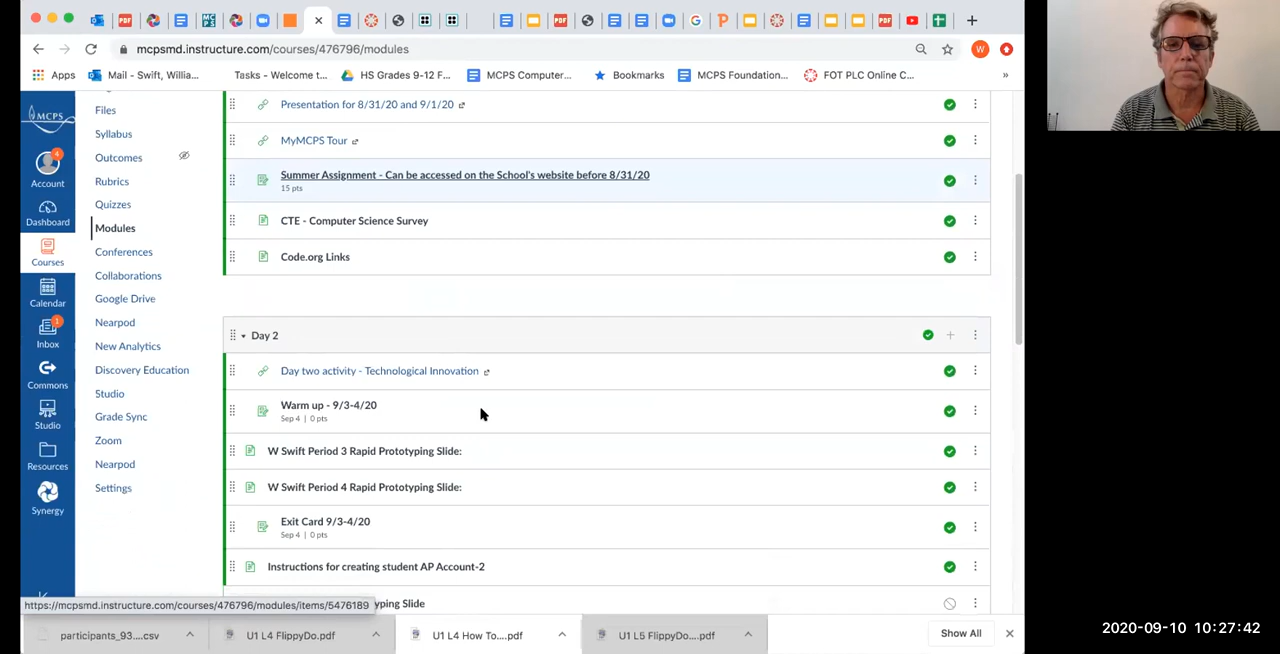 mcpsmd.instructure.com/courses/476796/modules
W
Apps
Mail - Swift, Willia...
Tasks - Welcome t...
HS Grades 9-12 F...
MCPS Computer...
Bookmarks
MCPS Foundation...
FOT PLC Online C...
»
MCPS
4
Account
Dashboard
Courses
Calendar
1
Inbox
Commons
Studio
Resources
Synergy
Files
Syllabus
Outcomes
Rubrics
Quizzes
Modules
Conferences
Collaborations
Google Drive
Nearpod
New Analytics
Discovery Education
Studio
Grade Sync
Zoom
Nearpod
Settings
Presentation for 8/31/20 and 9/1/20
MyMCPS Tour
Summer Assignment - Can be accessed on the School's website before 8/31/20
15 pts
CTE - Computer Science Survey
Code.org Links
Day 2
Day two activity - Technological Innovation
Warm up - 9/3-4/20
Sep 4 | 0 pts
W Swift Period 3 Rapid Prototyping Slide:
W Swift Period 4 Rapid Prototyping Slide:
Exit Card 9/3-4/20
Sep 4 | 0 pts
Instructions for creating student AP Account-2
yping Slide
https://mcpsmd.instructure.com/courses/476796/modules/items/5476189
participants_93....csv
U1 L4 FlippyDo.pdf
U1 L4 How To....pdf
U1 L5 FlippyDo....pdf
Show All
2020-09-10 10:27:42